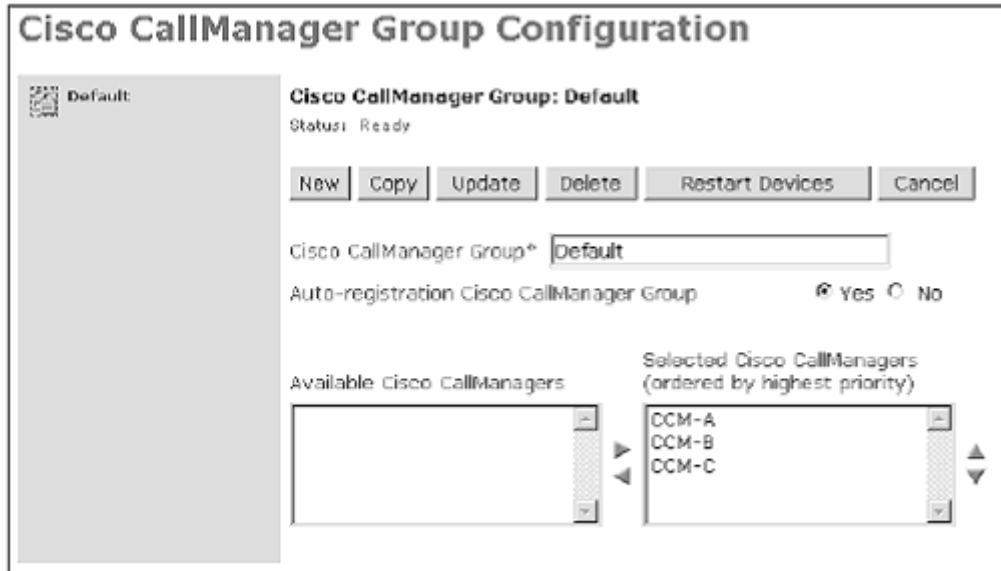 Cisco CallManager Group Configuration
Default
Cisco CallManager Group: Default
Status: Ready
New Copy Update Delete Restart Devices Cancel
Cisco CallManager Group* Default
Auto-registration Cisco CallManager Group Yes No
Available Cisco CallManagers
Selected Cisco CallManagers
(ordered by highest priority)
CCM-A
CCM-B
CCM-C